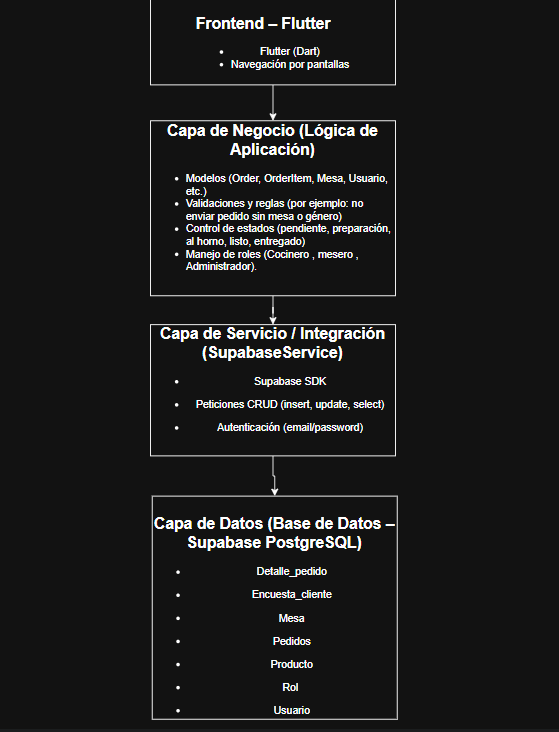 Frontend – Flutter
• Flutter (Dart)
• Navegación por pantallas
Capa de Negocio (Lógica de
Aplicación)
• Modelos (Order, OrderItem, Mesa, Usuario,
etc.)
• Validaciones y reglas (por ejemplo: no
enviar pedido sin mesa o género)
• Control de estados (pendiente, preparación,
al horno, listo, entregado)
• Manejo de roles (Cocinero , mesero ,
Administrador).
Capa de Servicio / Integración
(SupabaseService)
• Supabase SDK
• Peticiones CRUD (insert, update, select)
• Autenticación (email/password)
Capa de Datos (Base de Datos –
Supabase PostgreSQL)
• Detalle_pedido
• Encuesta_cliente
• Mesa
• Pedidos
• Producto
• Rol
• Usuario